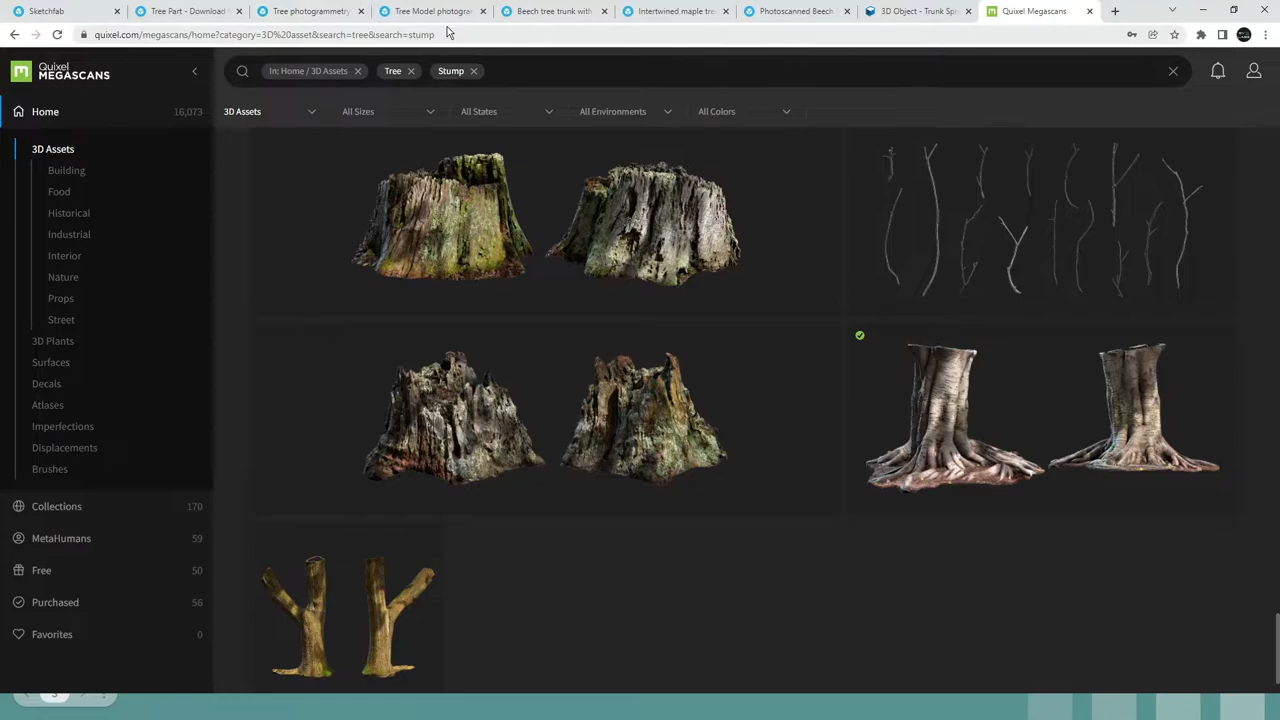 Sketchfab
Tree Part - Download F
Tree photogrammetry
Tree Model photogram
Beech tree trunk with
Intertwined maple tree
Photoscanned Beech
3D Object - Trunk Spr
Quixel Megascans
quixel.com/megascans/home?category=3D%20asset&search=tree&search=stump
Quixel
MEGASCANS
In: Home / 3D Assets
Tree
Stump
Home 16,073
3D Assets
All Sizes
All States
All Environments
All Colors
3D Assets
Building
Food
Historical
Industrial
Interior
Nature
Props
Street
3D Plants
Surfaces
Decals
Atlases
Imperfections
Displacements
Brushes
Collections 170
MetaHumans 59
Free 50
Purchased 56
Favorites 0